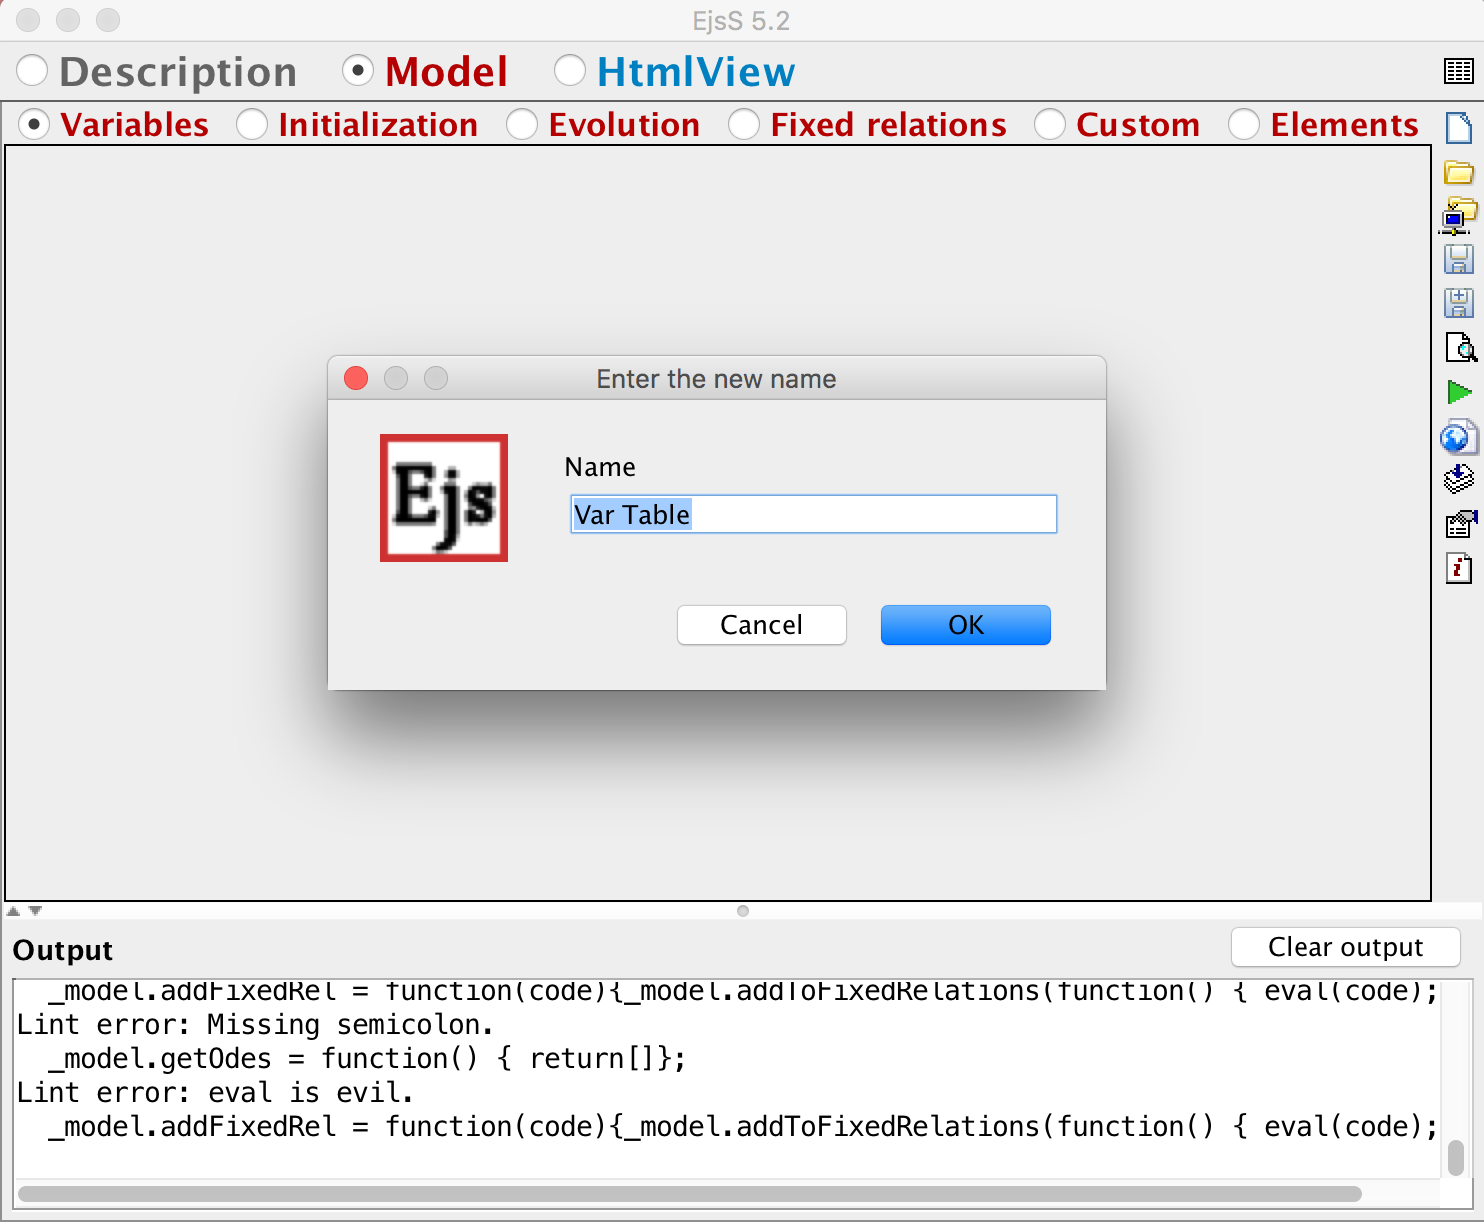 EjsS 5.2
Description Model HtmlView
Variables Initialization Evolution Fixed relations Custom Elements
Enter the new name
Ejs
Name
Var Table
Cancel OK
Output Clear output
_model.addFixedRel = function(code){_model.addToFixedRelations(function() { eval(code);
Lint error: Missing semicolon.
_model.getOdes = function() { return[]};
Lint error: eval is evil.
_model.addFixedRel = function(code){_model.addToFixedRelations(function() { eval(code);